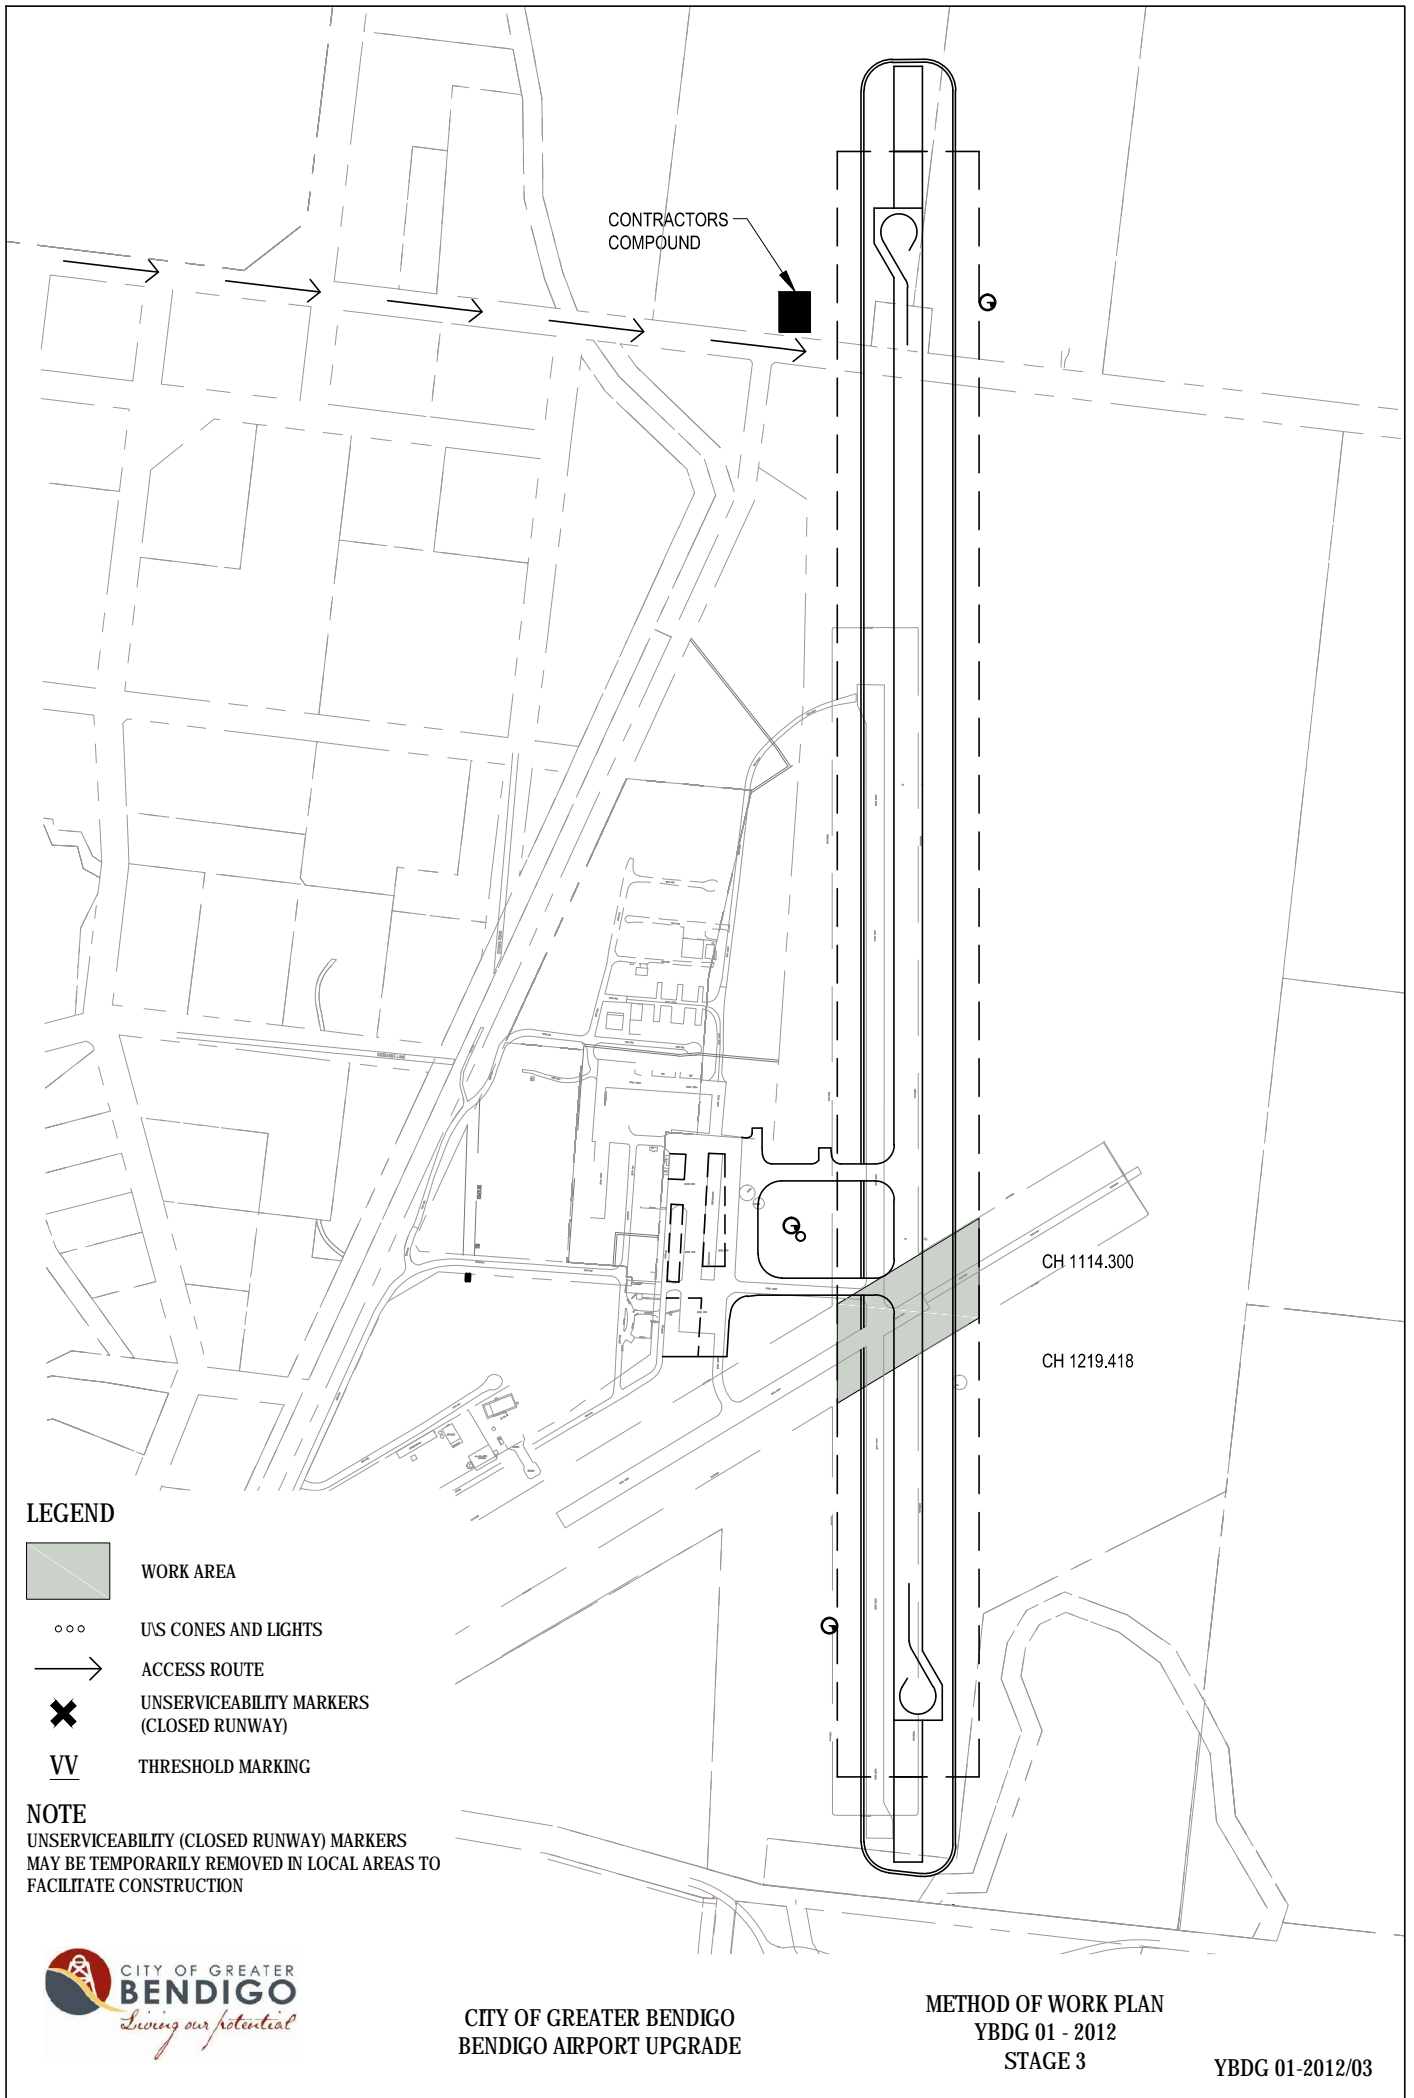 CONTRACTORS
COMPOUND
CH 1114.300
CH 1219.418
LEGEND
WORK AREA
U\S CONES AND LIGHTS
ACCESS ROUTE
UNSERVICEABILITY MARKERS
(CLOSED RUNWAY)
VV
THRESHOLD MARKING
NOTE
UNSERVICEABILITY (CLOSED RUNWAY) MARKERS
MAY BE TEMPORARILY REMOVED IN LOCAL AREAS TO
FACILITATE CONSTRUCTION
CITY OF GREATER
BENDIGO
Living our potential
CITY OF GREATER BENDIGO
BENDIGO AIRPORT UPGRADE
METHOD OF WORK PLAN
YBDG 01 - 2012
STAGE 3
YBDG 01-2012/03